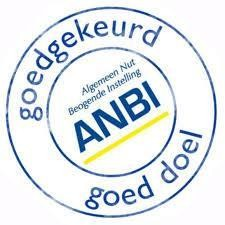 goedgekeurd
Algemeen Nut
Beogende Instelling
ANBI
goed doel